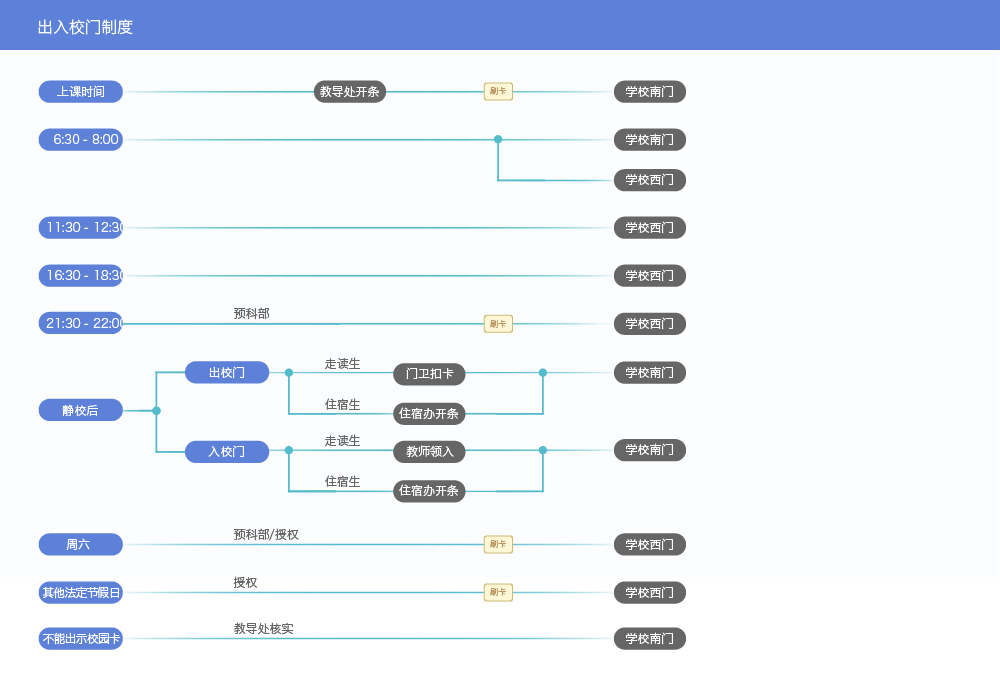 出入校门制度
上课时间 教导处开条 刷卡 学校南门
6:30 - 8:00 学校南门
学校西门
11:30 - 12:30 学校西门
16:30 - 18:30 学校西门
预科部
21:30 - 22:00 刷卡 学校西门
走读生
出校门 门卫扣卡 学校南门
住宿生
静校后 住宿办开条
走读生
入校门 教师领入 学校南门
住宿生
住宿办开条
预科部/授权
周六 刷卡 学校西门
授权
其他法定节假日 刷卡 学校西门
教导处核实
不能出示校园卡 学校南门